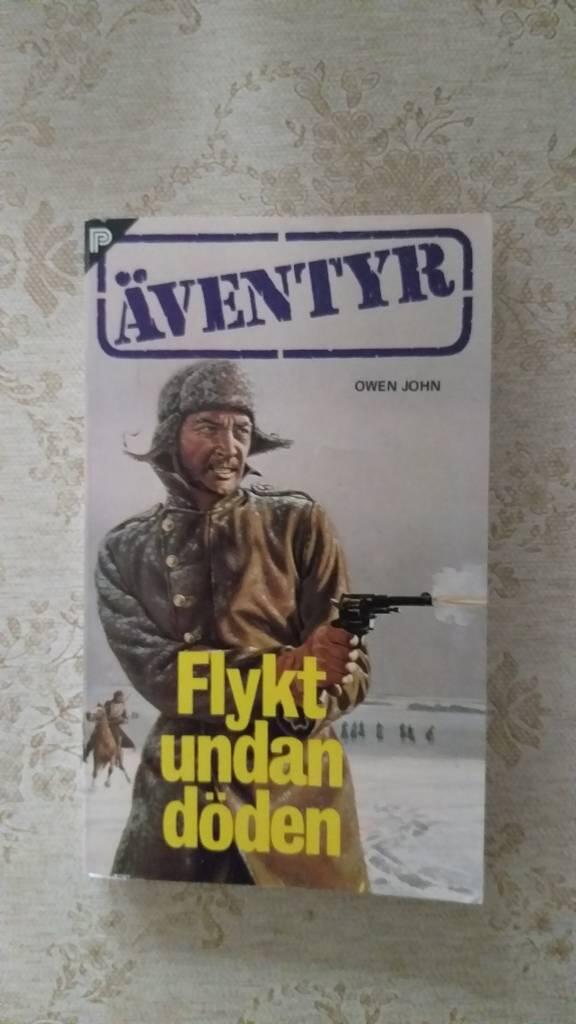 P
ÄVENTYR
OWEN JOHN
Flykt
undan
döden